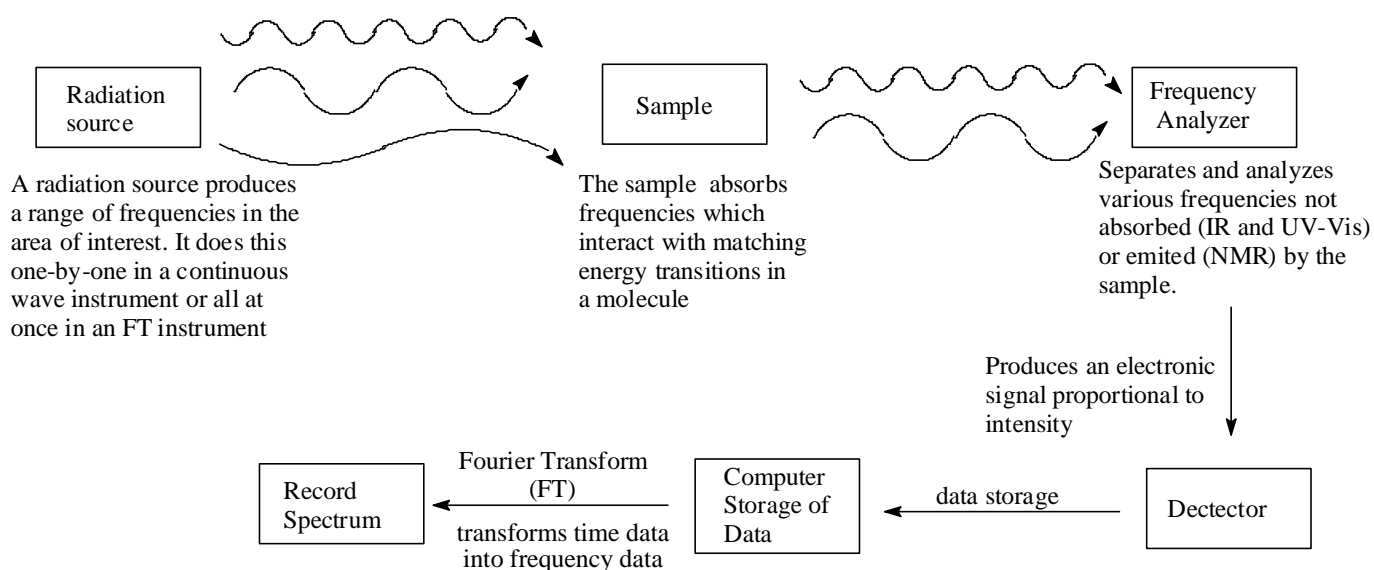 Radiation
source
A radiation source produces
a range of frequencies in the
area of interest. It does this
one-by-one in a continuous
wave instrument or all at
once in an FT instrument
Sample
The sample absorbs
frequencies which
interact with matching
energy transitions in
a molecule
Frequency
Analyzer
Separates and analyzes
various frequencies not
absorbed (IR and UV-Vis)
or emitted (NMR) by the
sample.
Produces an electronic
signal proportional to
intensity
Dectector
data storage
Computer
Storage of
Data
Fourier Transform
(FT)
transforms time data
into frequency data
Record
Spectrum